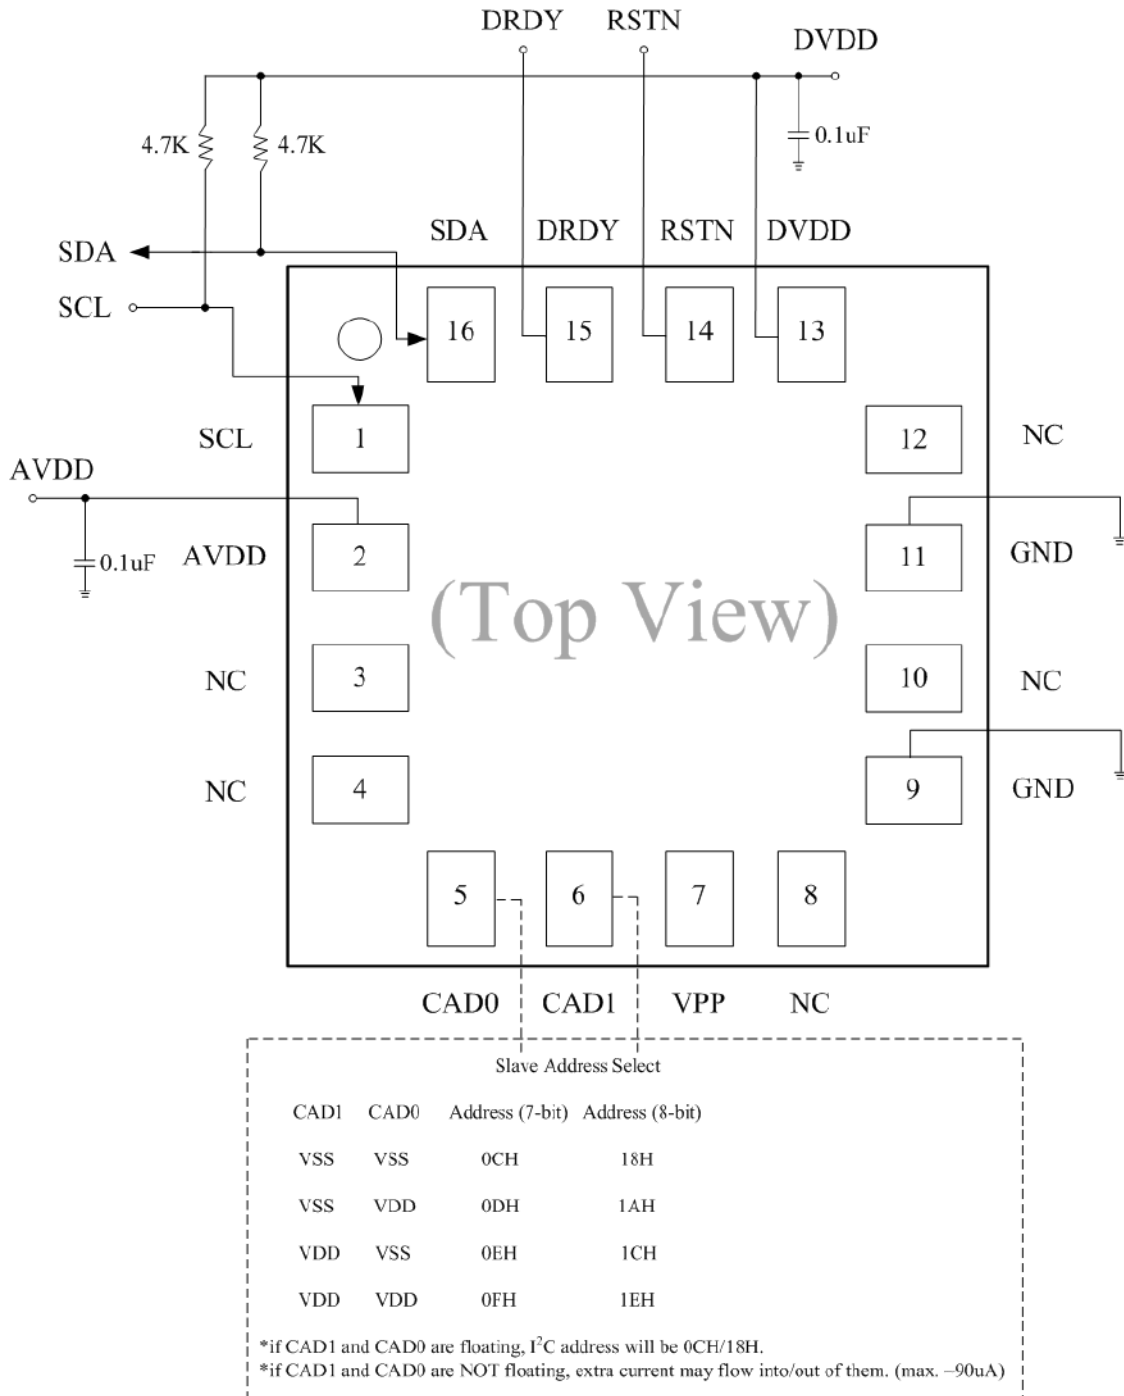 DRDY RSTN DVDD
4.7K 4.7K 0.1uF
SDA DRDY RSTN DVDD
SDA
SCL
16 15 14 13
SCL 1 12 NC
AVDD
0.1uF AVDD 2 11 GND
(Top View)
NC 3 10 NC
NC 4 9 GND
5 6 7 8
CAD0 CAD1 VPP NC
Slave Address Select
CAD1 CAD0 Address (7-bit) Address (8-bit)
VSS VSS 0CH 18H
VSS VDD 0DH 1AH
VDD VSS 0EH 1CH
VDD VDD 0FH 1EH
*if CAD1 and CAD0 are floating, I²C address will be 0CH/18H.
*if CAD1 and CAD0 are NOT floating, extra current may flow into/out of them. (max. –90uA)